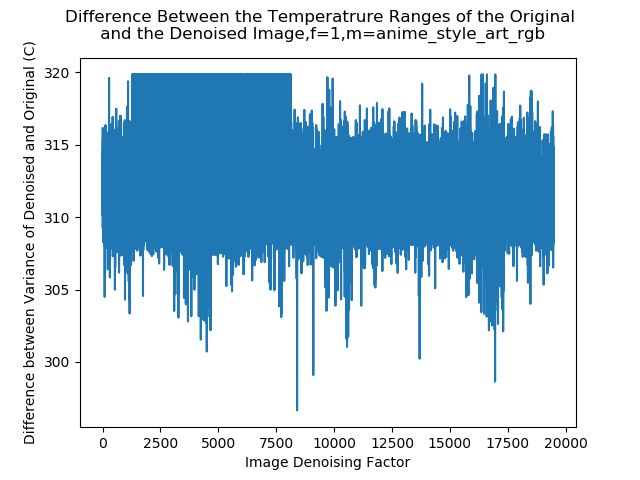 Difference Between the Temperatrure Ranges of the Original
and the Denoised Image,f=1,m=anime_style_art_rgb
Difference between Variance of Denoised and Original (C)
320
315
310
305
300
0 2500 5000 7500 10000 12500 15000 17500 20000
Image Denoising Factor